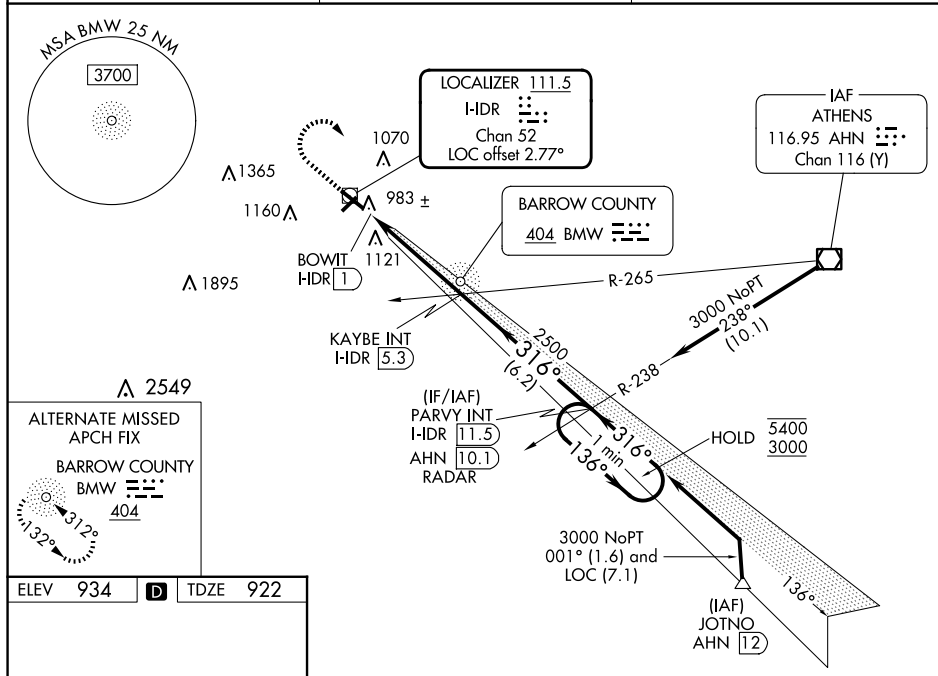 MSA BMW 25 NM
3700
LOCALIZER 111.5
I-IDR
Chan 52
LOC offset 2.77°
IAF
ATHENS
116.95 AHN
Chan 116 (Y)
1070
1365
1160
983 ±
BARROW COUNTY
404 BMW
BOWIT
I-IDR 1
1121
1895
R-265
3000 NoPT
238°
(10.1)
KAYBE INT
I-IDR 5.3
2500
316°
(6.2)
R-238
2549
(IF/IAF)
PARVY INT
I-IDR 11.5
AHN 10.1
RADAR
316°
1 min
136°
HOLD
5400
3000
ALTERNATE MISSED
APCH FIX
BARROW COUNTY
BMW
404
312°
132°
3000 NoPT
001° (1.6) and
LOC (7.1)
136°
(IAF)
JOTNO
AHN 12
ELEV 934 D TDZE 922